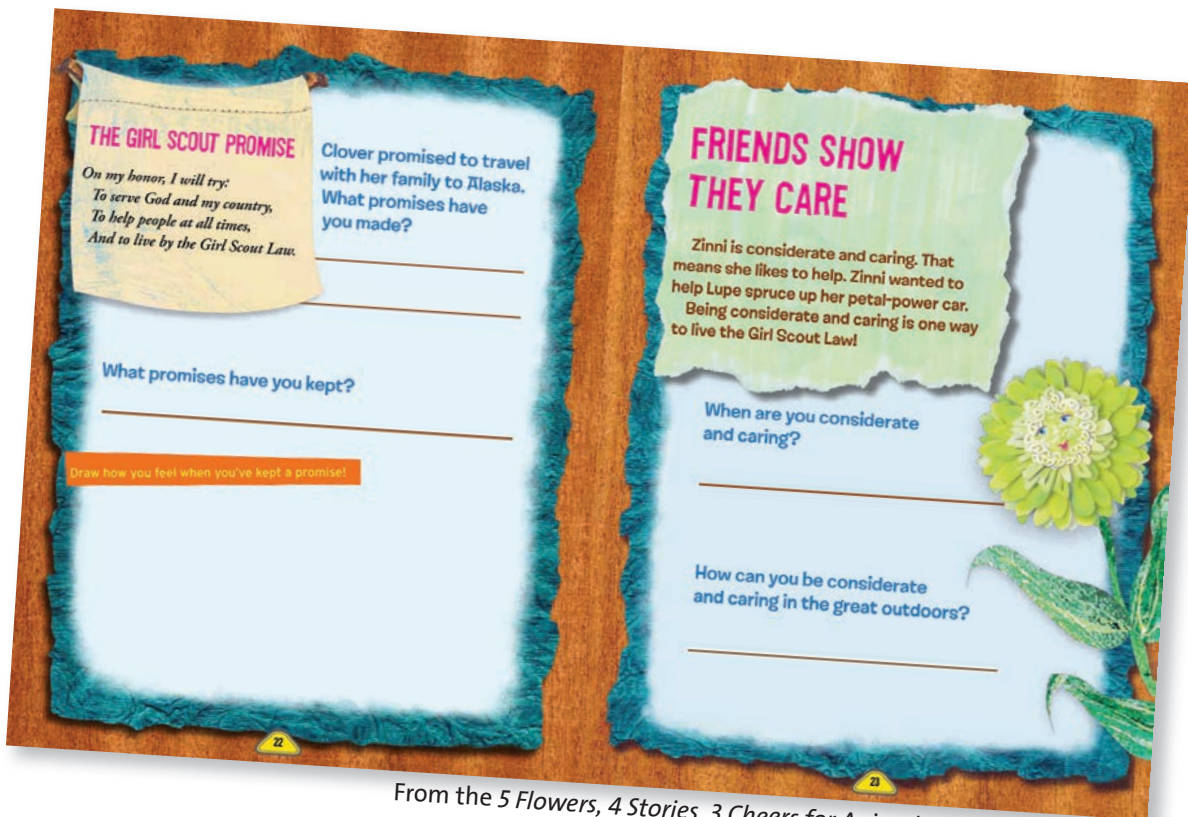 THE GIRL SCOUT PROMISE
On my honor, I will try:
To serve God and my country,
To help people at all times,
And to live by the Girl Scout Law.
Clover promised to travel
with her family to Alaska.
What promises have
you made?
What promises have you kept?
Draw how you feel when you've kept a promise!
22
FRIENDS SHOW
THEY CARE
Zinni is considerate and caring. That
means she likes to help. Zinni wanted to
help Lupe spruce up her petal-power car.
Being considerate and caring is one way
to live the Girl Scout Law!
When are you considerate
and caring?
How can you be considerate
and caring in the great outdoors?
23
From the 5 Flowers, 4 Stories, 3 Cheers for